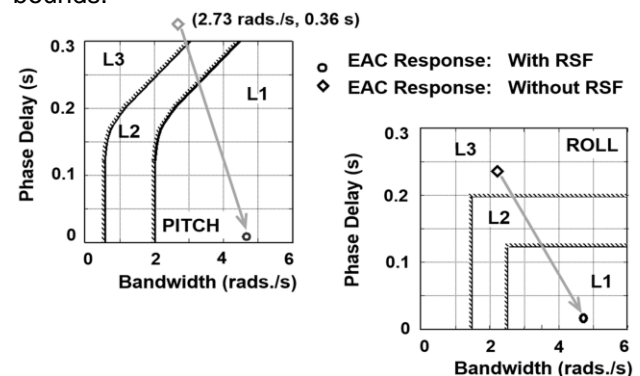 bounds.
(2.73 rads./s, 0.36 s)
0.3
L3
L1
0.2
L2
Phase Delay (s)
0.1
PITCH
0
0 2 4 6
Bandwidth (rads./s)
EAC Response: With RSF
EAC Response: Without RSF
0.3
L3
ROLL
0.2
L2
Phase Delay (s)
0.1
L1
0
0 2 4 6
Bandwidth (rads./s)